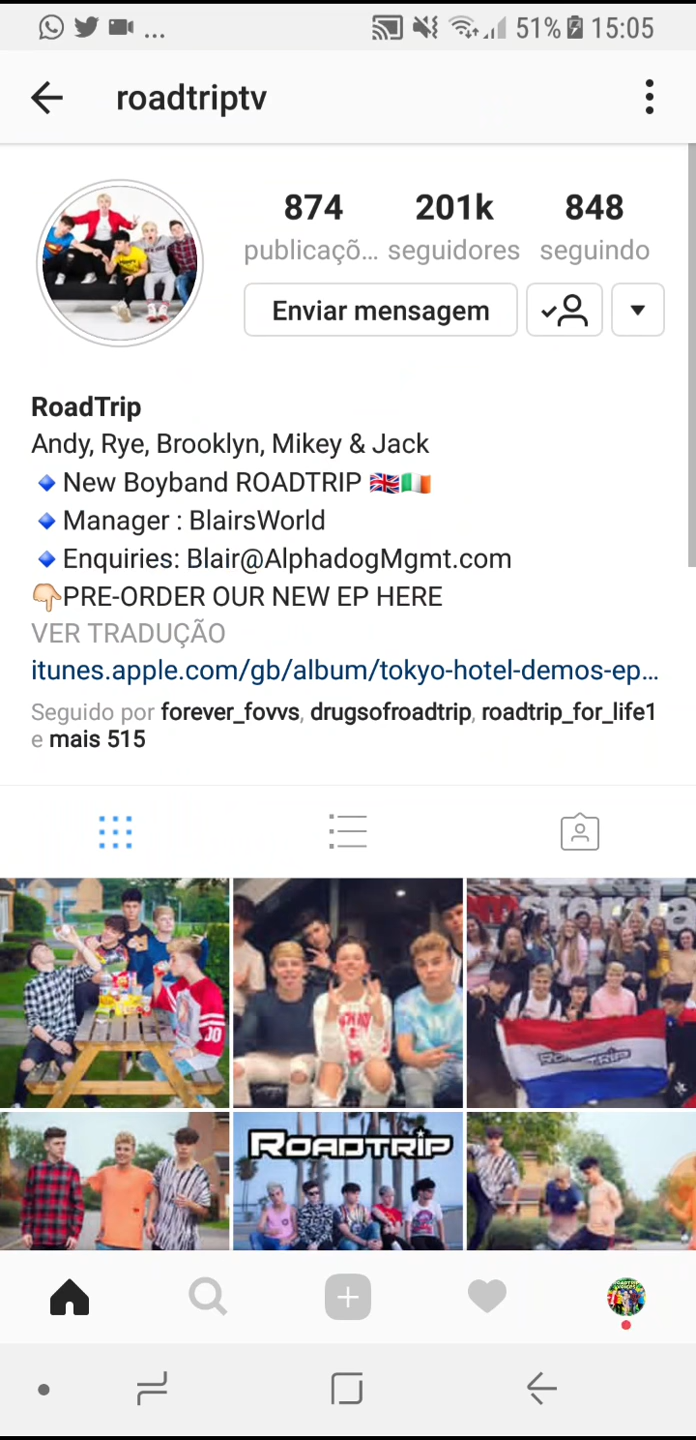 ... 51% 15:05
roadtriptv
874 201k 848
publicaçõ... seguidores seguindo
Enviar mensagem
RoadTrip
Andy, Rye, Brooklyn, Mikey & Jack
🔹New Boyband ROADTRIP 🇬🇧🇮🇪
🔹Manager : BlairsWorld
🔹Enquiries: Blair@AlphadogMgmt.com
👇🏻PRE-ORDER OUR NEW EP HERE
VER TRADUÇÃO
itunes.apple.com/gb/album/tokyo-hotel-demos-ep...
Seguido por forever_fovvs, drugsofroadtrip, roadtrip_for_life1
e mais 515
ROADTRIP
ROADTRIP